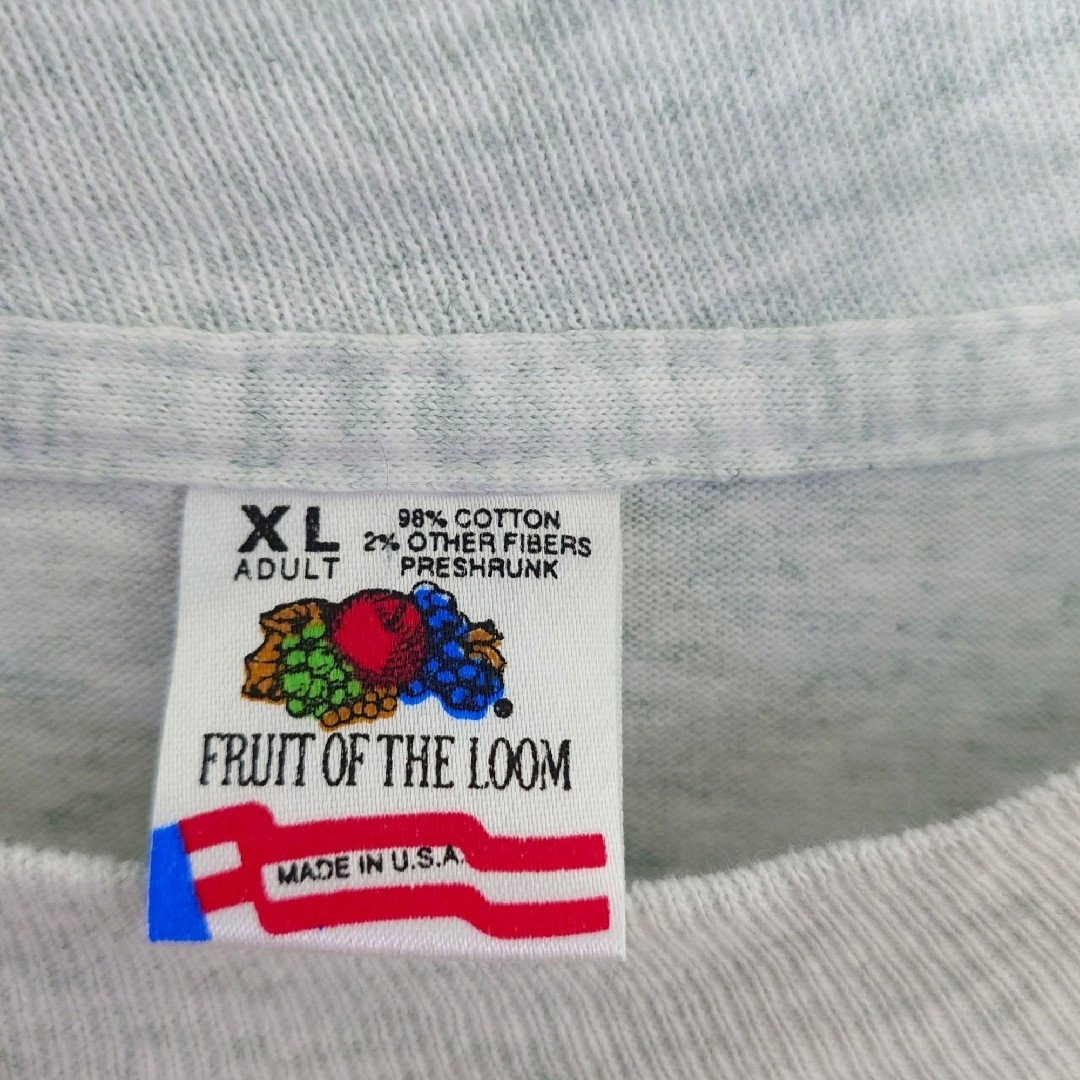 XL
ADULT
98% COTTON
2% OTHER FIBERS
PRESHRUNK
FRUIT OF THE LOOM
MADE IN U.S.A.